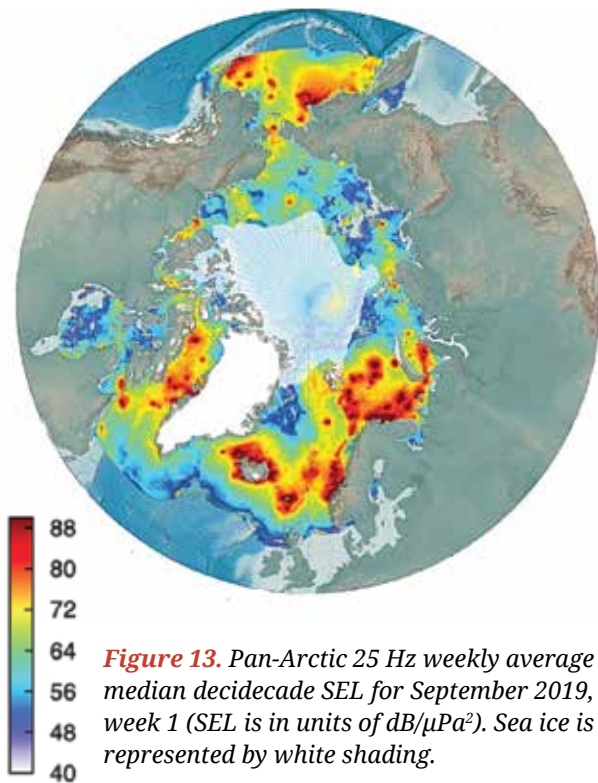 88
80
72
64
56
48
40
Figure 13. Pan-Arctic 25 Hz weekly average
median decidecade SEL for September 2019,
week 1 (SEL is in units of dB/µPa²). Sea ice is
represented by white shading.